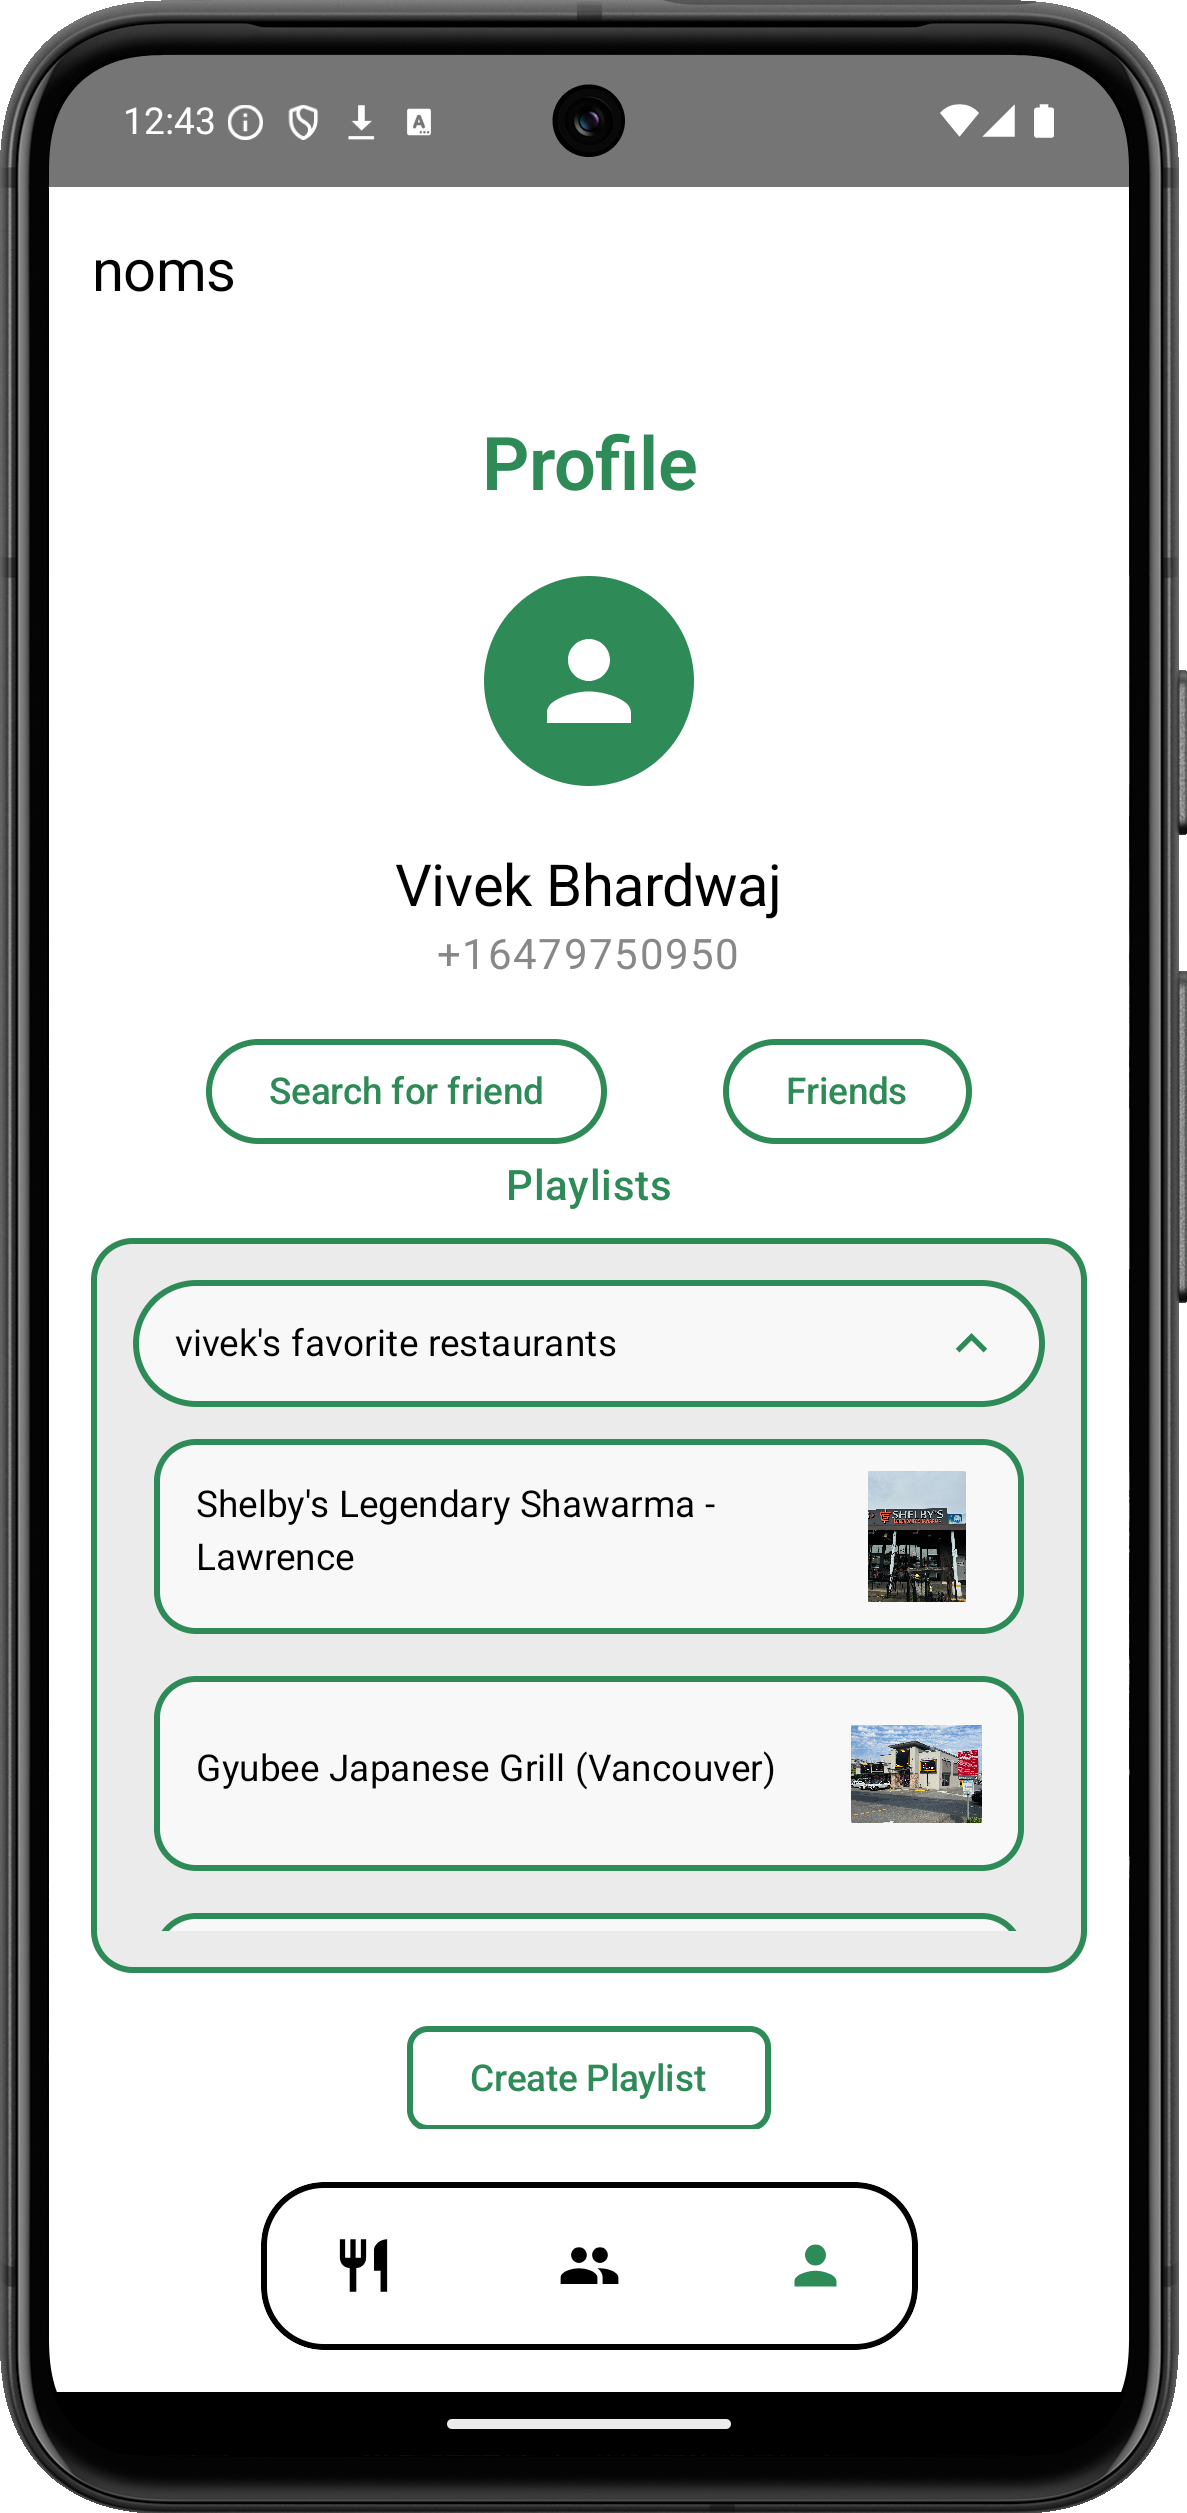 12:43
noms
Profile
Vivek Bhardwaj
+16479750950
Search for friend
Friends
Playlists
vivek's favorite restaurants
Shelby's Legendary Shawarma -
Lawrence
SHELBY'S
Gyubee Japanese Grill (Vancouver)
Create Playlist